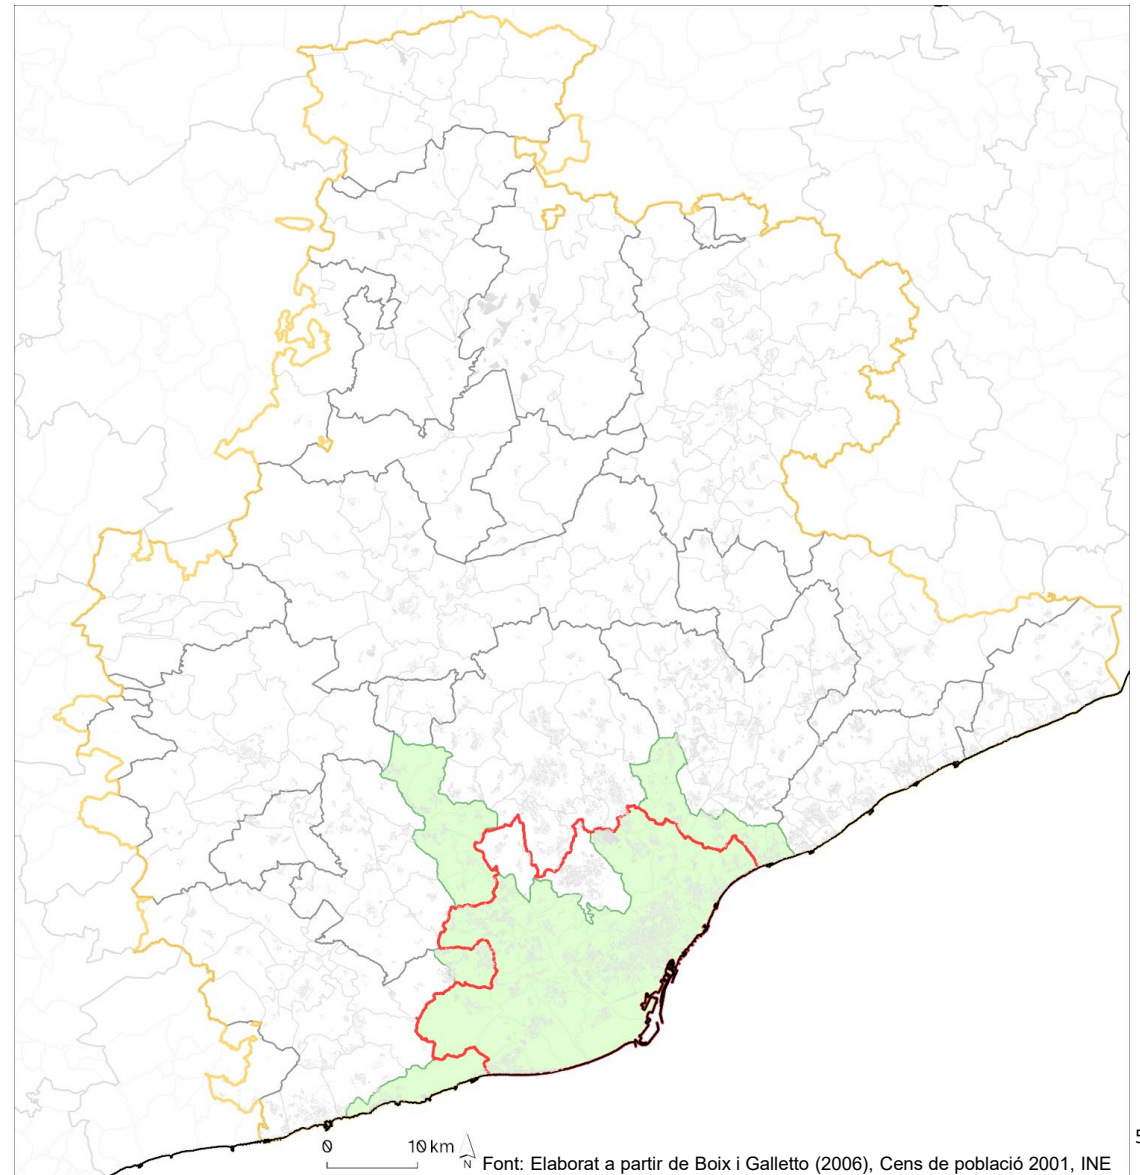 5
0 10 km N
Font: Elaborat a partir de Boix i Galletto (2006), Cens de població 2001, INE